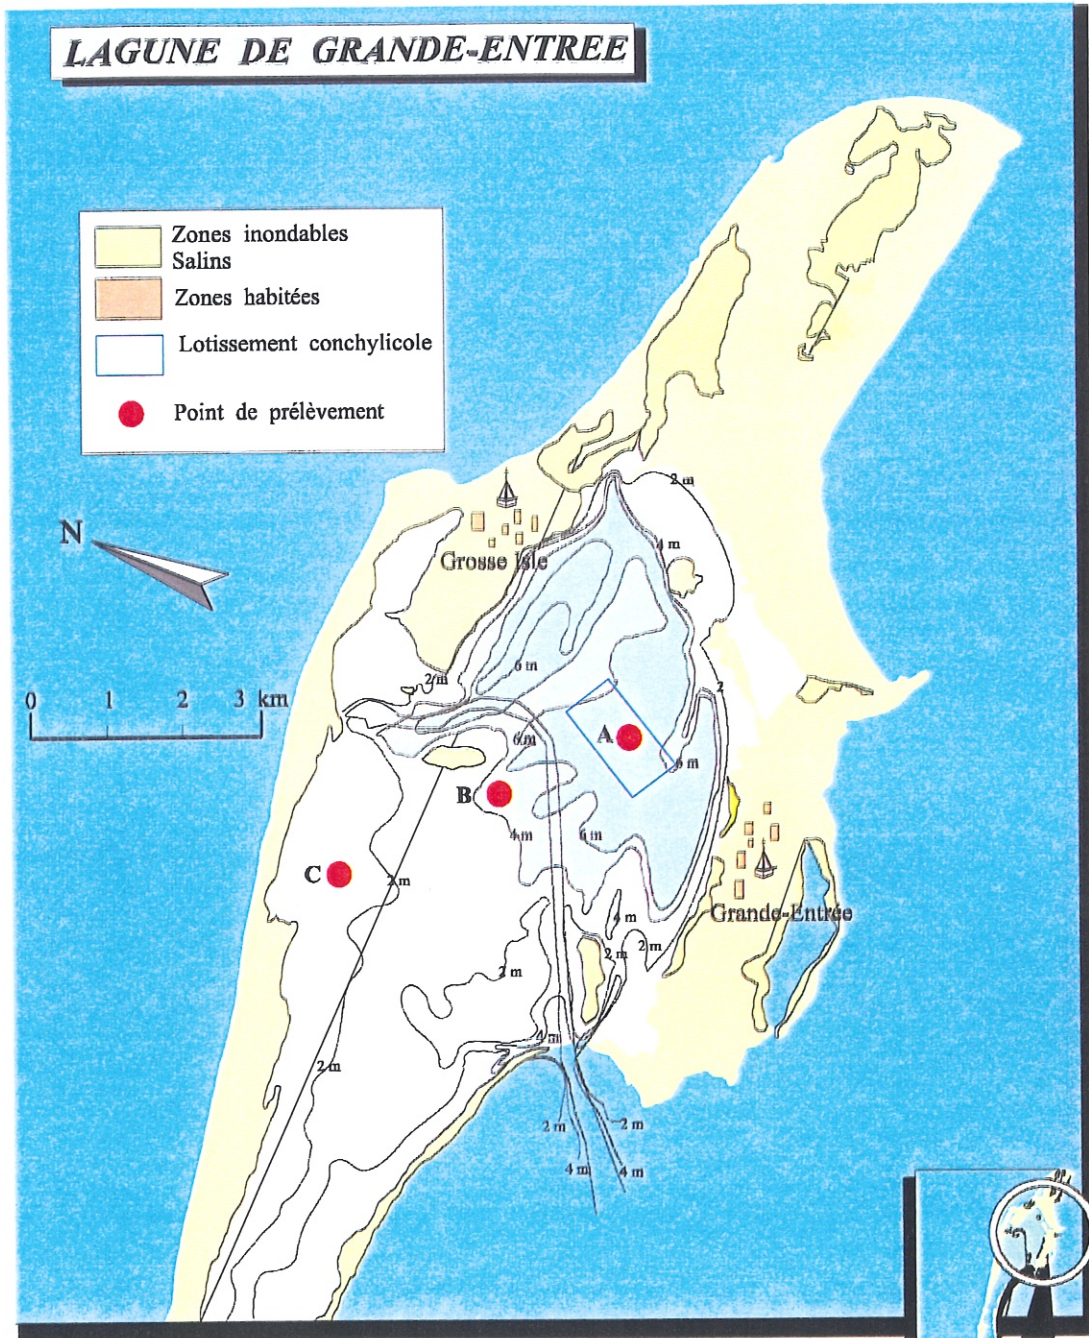 LAGUNE DE GRANDE-ENTREE
Zones inondables
Salins
Zones habitées
Lotissement conchylicole
Point de prélèvement
N
0 1 2 3 km
2 m
4 m
Grosse Isle
6 m
2 m
2
6 m
A
6 m
B
4 m
6 m
C
2 m
Grande-Entrée
4 m
2 m
2 m
2 m
4 m
2 m
2 m
2 m
4 m
4 m